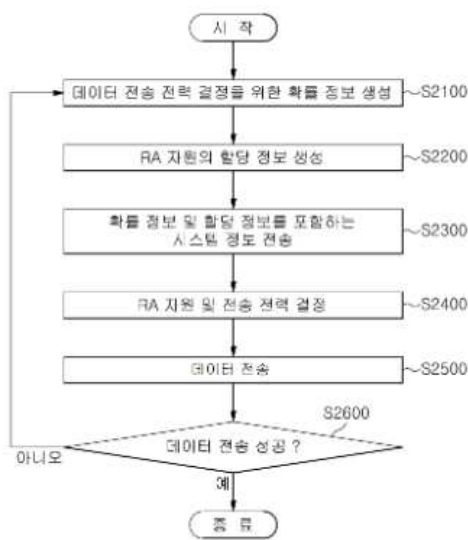 시 작
데이터 전송 전력 결정을 위한 확률 정보 생성
S2100
RA 자원의 할당 정보 생성
S2200
확률 정보 및 할당 정보를 포함하는
시스템 정보 전송
S2300
RA 자원 및 전송 전력 결정
S2400
데이터 전송
S2500
S2600
데이터 전송 성공 ?
아니오
예
종 료